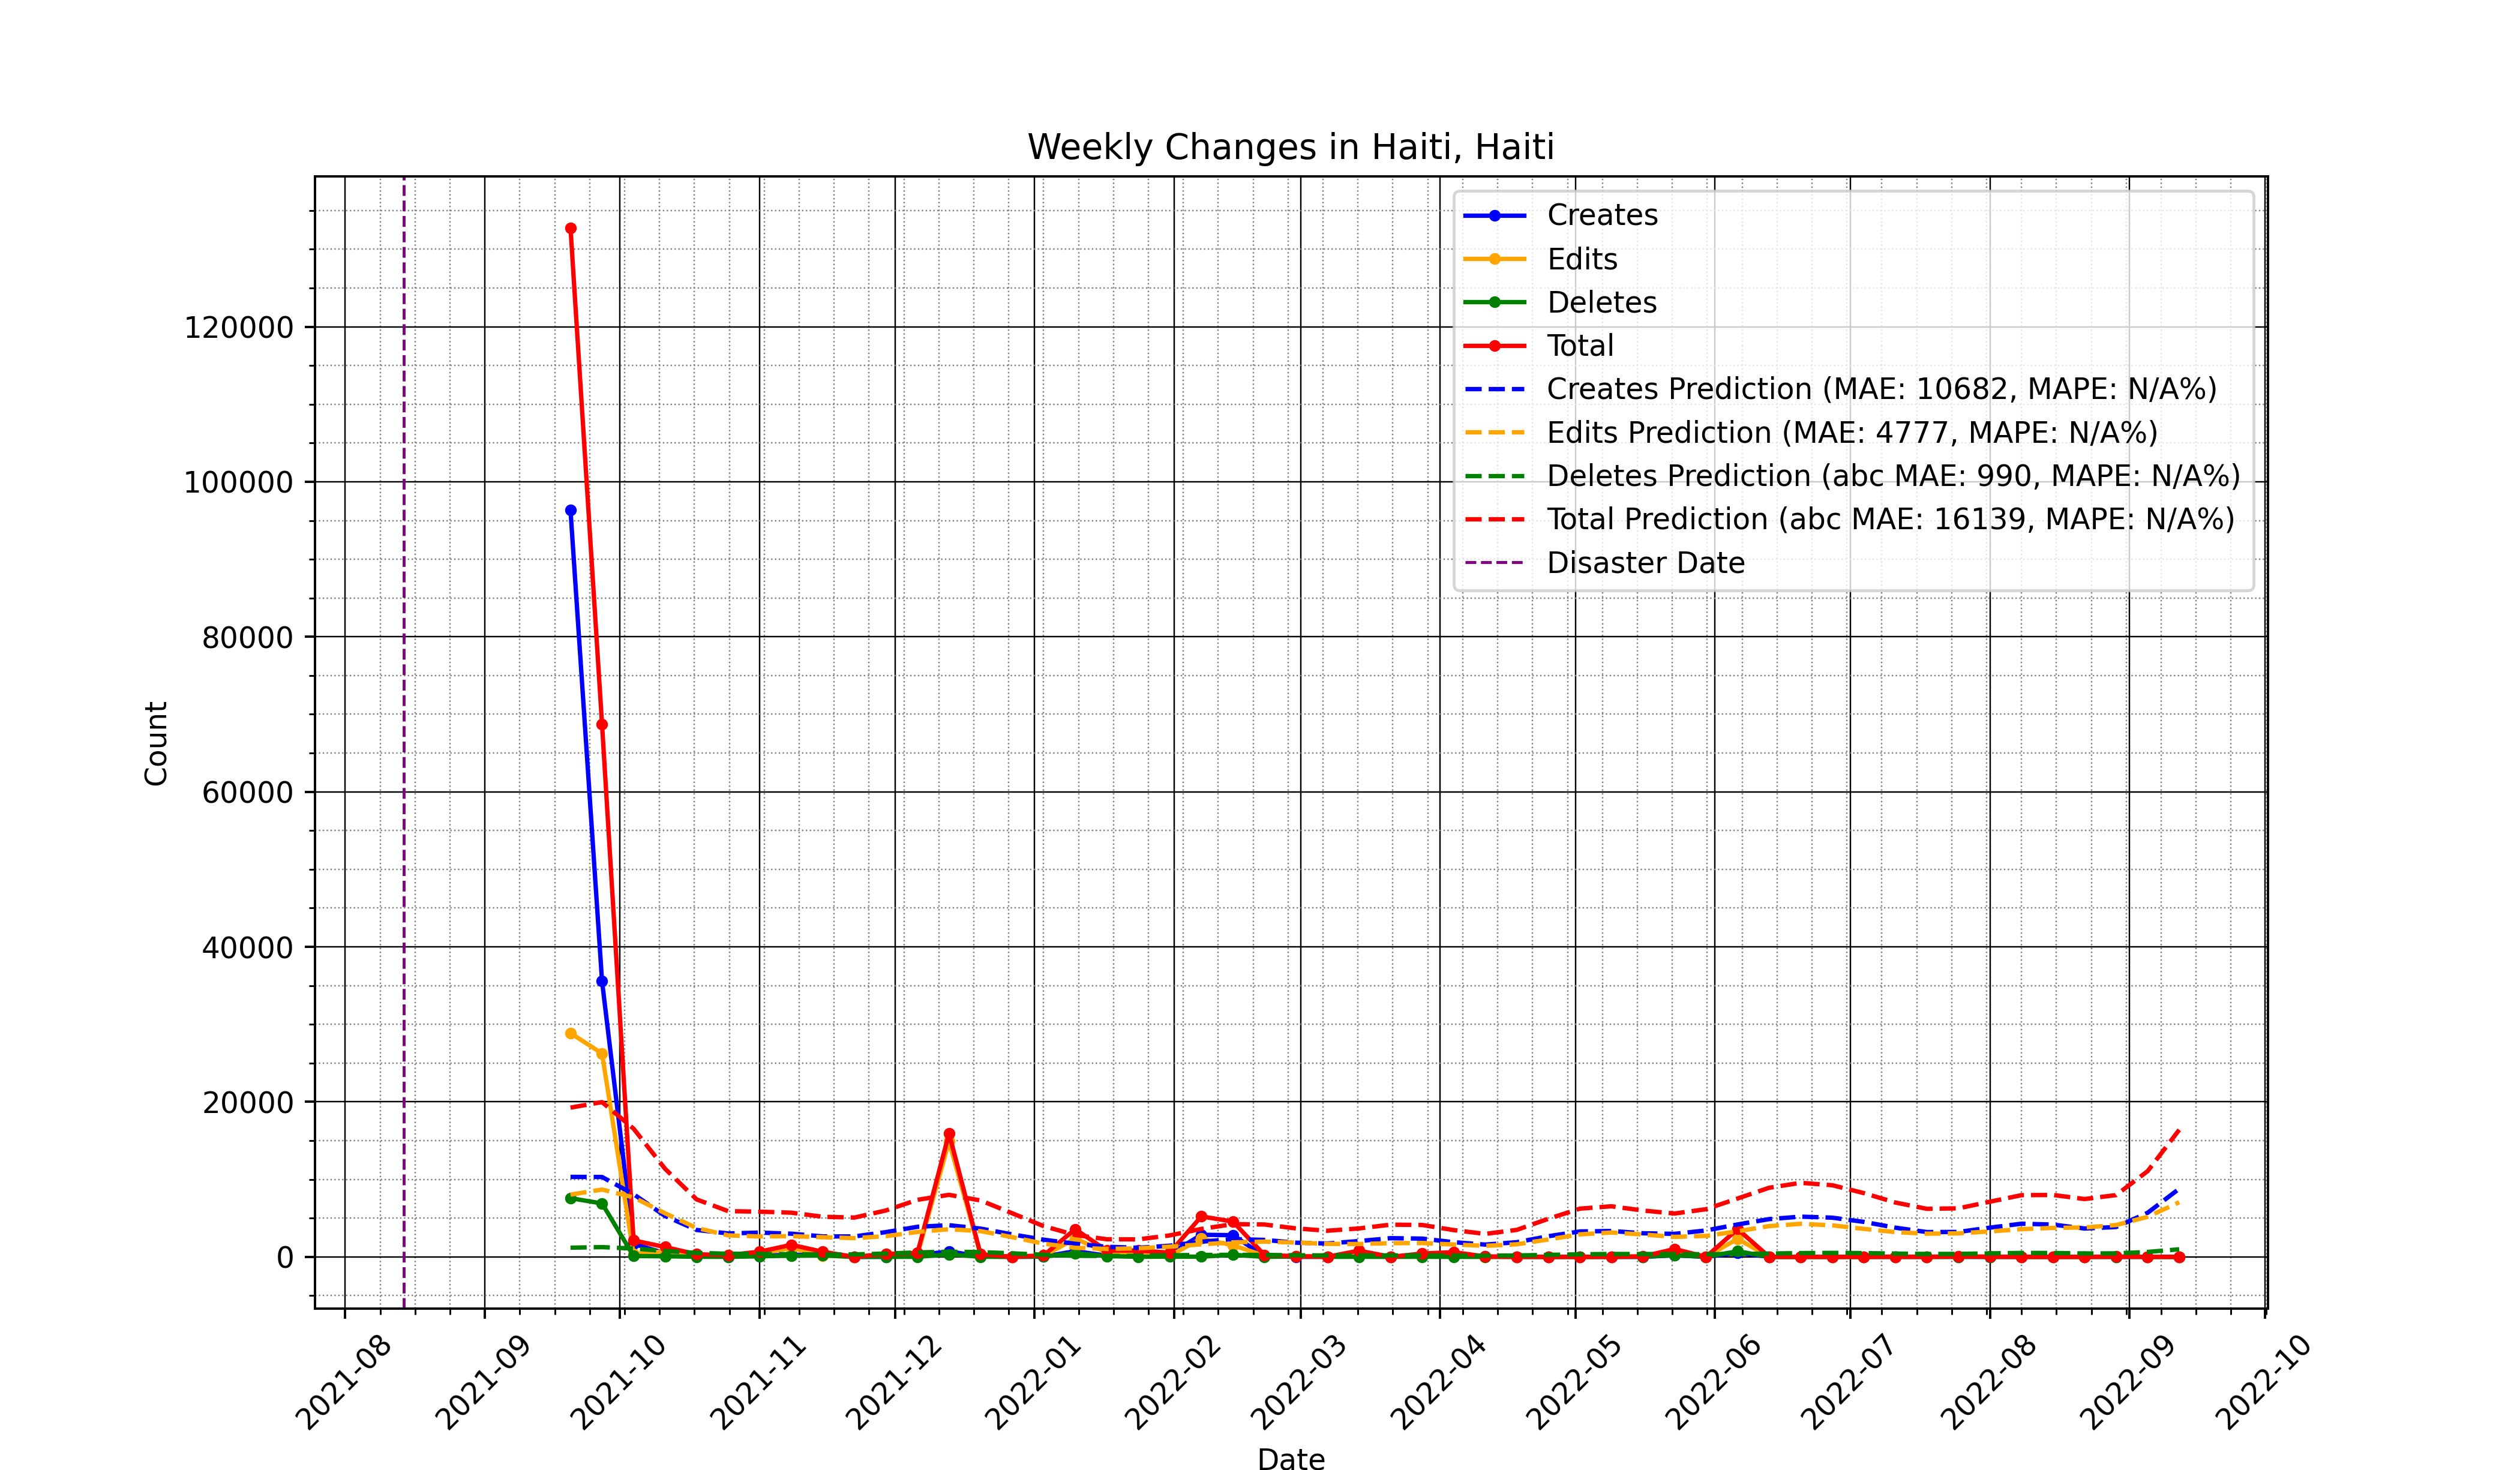 Weekly Changes in Haiti, Haiti
Creates
Edits
Deletes
Total
Creates Prediction (MAE: 10682, MAPE: N/A%)
Edits Prediction (MAE: 4777, MAPE: N/A%)
Deletes Prediction (abc MAE: 990, MAPE: N/A%)
Total Prediction (abc MAE: 16139, MAPE: N/A%)
Disaster Date
Count
120000
100000
80000
60000
40000
20000
0
2021-08
2021-09
2021-10
2021-11
2021-12
2022-01
2022-02
2022-03
2022-04
2022-05
2022-06
2022-07
2022-08
2022-09
2022-10
Date